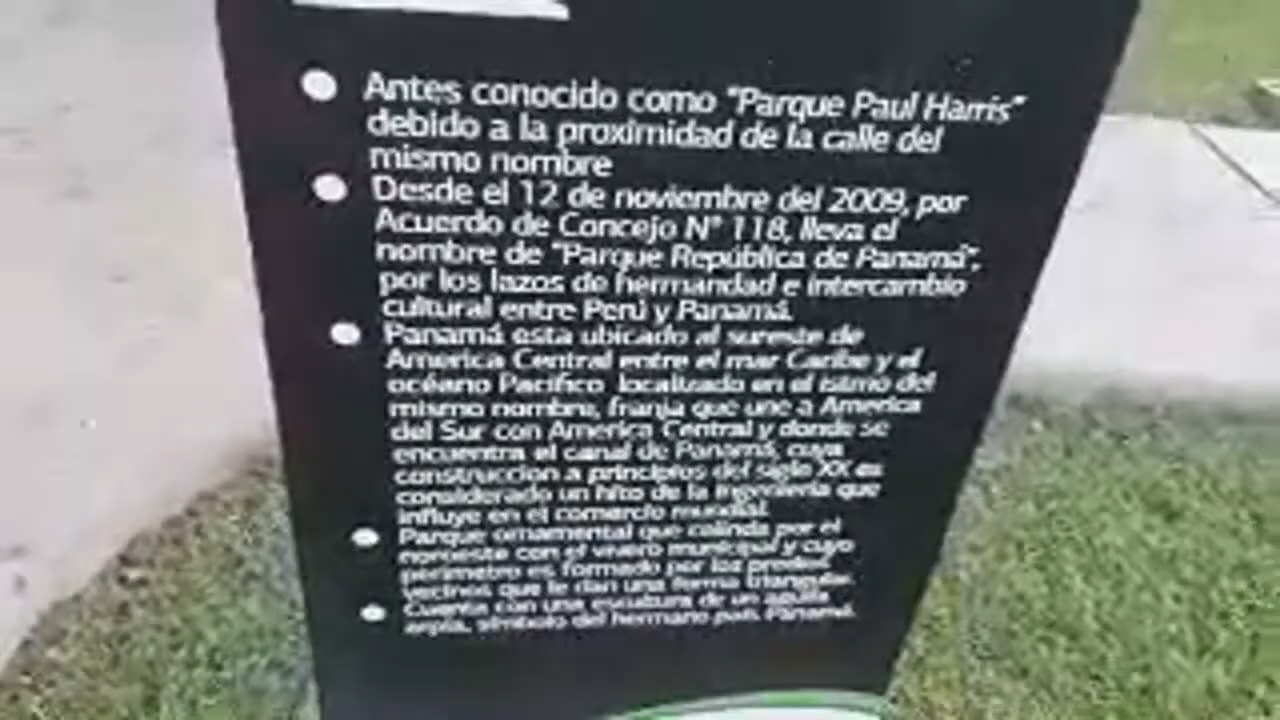 Antes conocido como "Parque Paul Harris"
debido a la proximidad de la calle del
mismo nombre
Desde el 12 de noviembre del 2009, por
Acuerdo de Concejo N° 118, lleva el
nombre de "Parque República de Panamá",
por los lazos de hermandad e intercambio
cultural entre Perú y Panamá.
Panamá esta ubicado al sureste de
America Central entre el mar Caribe y el
océano Pacífico, localizado en el istmo del
mismo nombre, franja que une a America
del Sur con America Central y donde se
encuentra el canal de Panamá, cuya
construccion a principios del siglo XX es
considerado un hito de la ingeniería que
influye en el comercio mundial.
Parque ornamental que colinda por el
noroeste con el vivero municipal y cuyo
perimetro es formado por los predios
vecinos que le dan una forma triangular.
Cuenta con una escultura de un aguila
arpía, símbolo del hermano país Panamá.